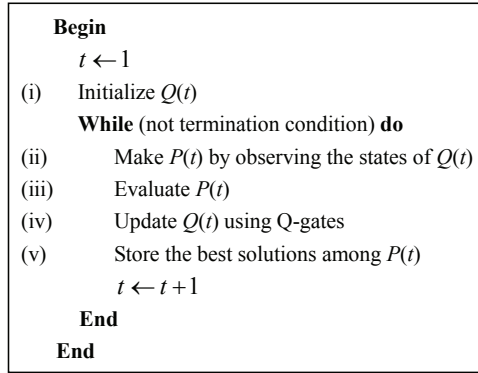 Begin
t ← 1
(i) Initialize Q(t)
While (not termination condition) do
(ii) Make P(t) by observing the states of Q(t)
(iii) Evaluate P(t)
(iv) Update Q(t) using Q-gates
(v) Store the best solutions among P(t)
t ← t + 1
End
End